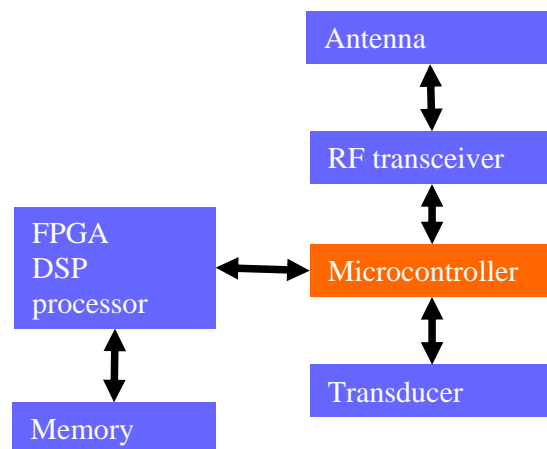 Antenna
RF transceiver
FPGA
DSP
processor
Microcontroller
Transducer
Memory